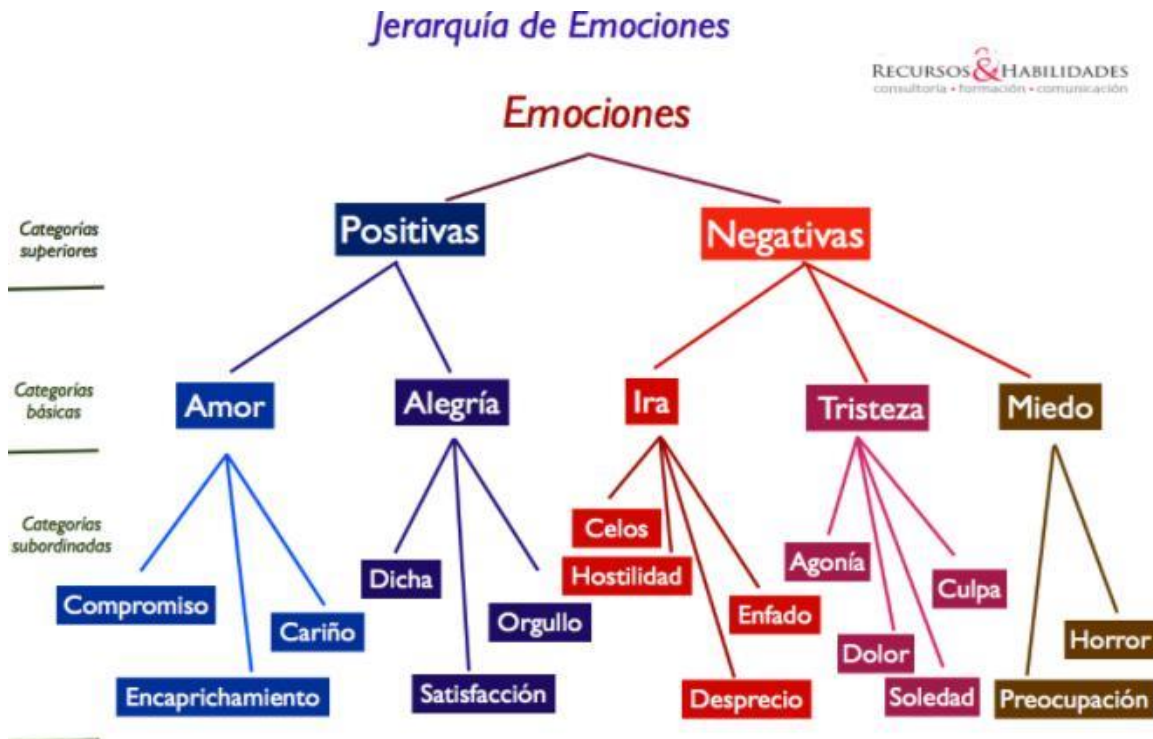 Jerarquía de Emociones
RECURSOS & HABILIDADES
consultoría • formación • comunicación
Emociones
Categorías
superiores
Positivas
Negativas
Categorías
básicas
Amor
Alegría
Ira
Tristeza
Miedo
Categorías
subordinadas
Celos
Hostilidad
Agonía
Dicha
Culpa
Compromiso
Cariño
Orgullo
Enfado
Dolor
Horror
Encaprichamiento
Satisfacción
Desprecio
Soledad
Preocupación